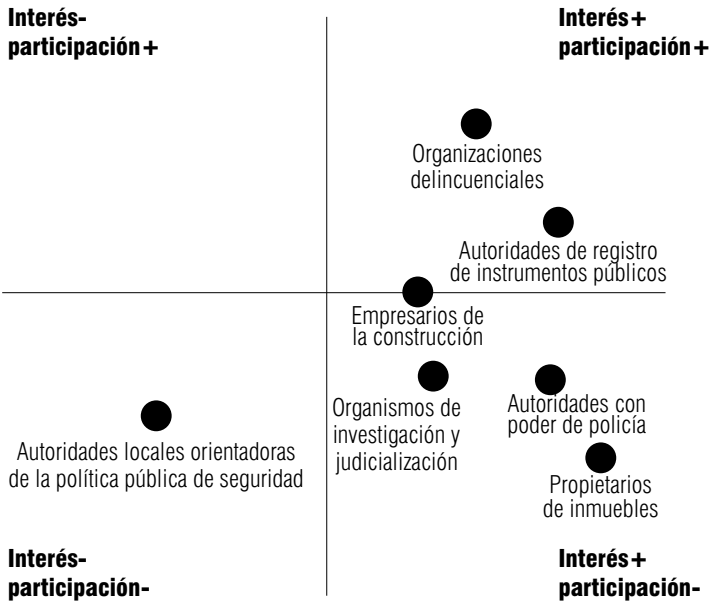 Interés-
participación+
Interés+
participación+
Organizaciones
delincuenciales
Autoridades de registro
de instrumentos públicos
Empresarios de
la construcción
Organismos de
investigación y
judicialización
Autoridades con
poder de policía
Autoridades locales orientadoras
de la política pública de seguridad
Propietarios
de inmuebles
Interés-
participación-
Interés+
participación-